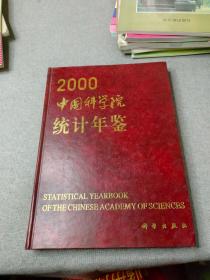 2000
中国科学院
统计年鉴
STATISTICAL YEARBOOK
OF THE CHINESE ACADEMY OF SCIENCES
科学出版社